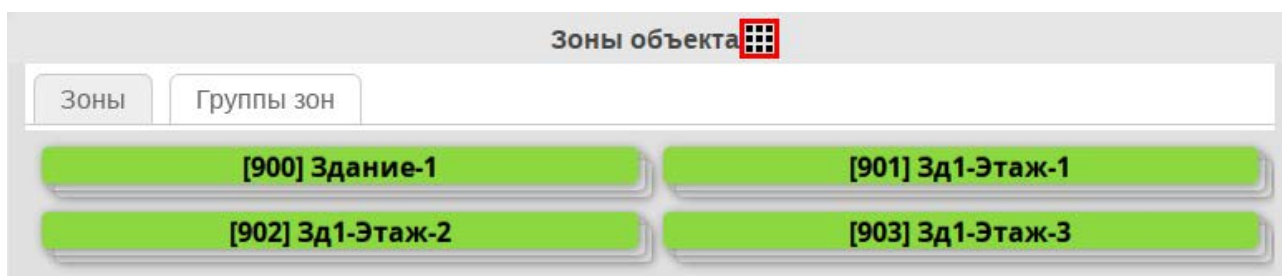 Зоны объекта
Зоны Группы зон
[900] Здание-1 [901] Зд1-Этаж-1
[902] Зд1-Этаж-2 [903] Зд1-Этаж-3